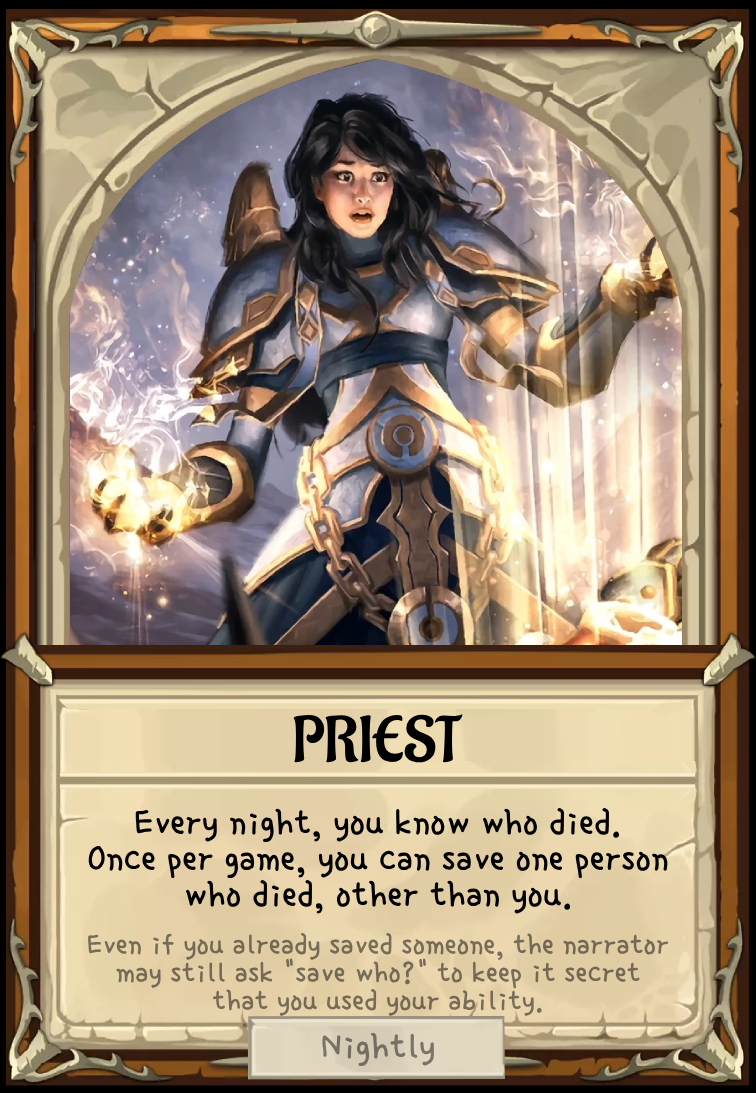 PRIEST
Every night, you know who died.
Once per game, you can save one person
who died, other than you.
Even if you already saved someone, the narrator
may still ask "save who?" to keep it secret
that you used your ability.
Nightly